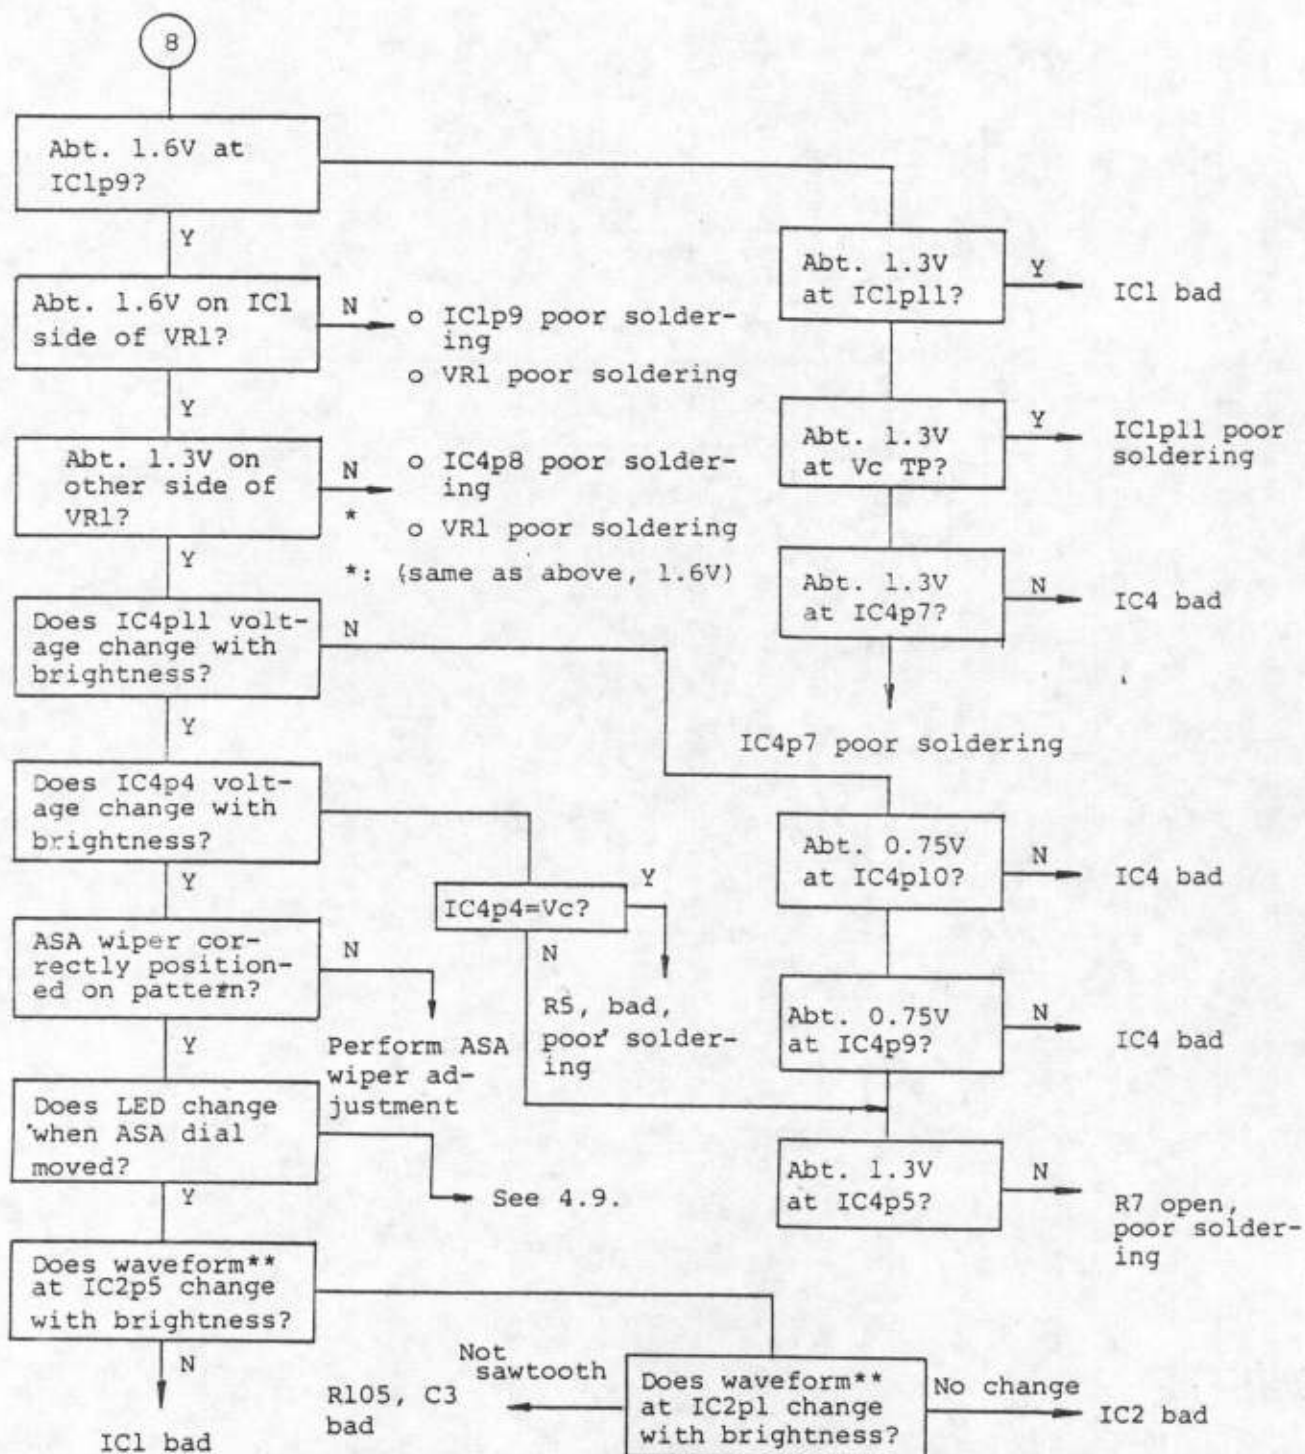 8
Abt. 1.6V at
IC1p9?
Y
Abt. 1.6V on IC1
side of VR1?
N
o IC1p9 poor solder-
ing
o VR1 poor soldering
Y
Abt. 1.3V on
other side of
VR1?
N
*
o IC4p8 poor solder-
ing
o VR1 poor soldering
*: (same as above, 1.6V)
Y
Does IC4p11 volt-
age change with
brightness?
N
Y
Does IC4p4 volt-
age change with
brightness?
Y
IC4p4=Vc?
Y
N
R5, bad,
poor solder-
ing
ASA wiper cor-
rectly position-
ed on pattern?
N
Perform ASA
wiper ad-
justment
Y
Does LED change
when ASA dial
moved?
See 4.9.
Y
Does waveform**
at IC2p5 change
with brightness?
N
IC1 bad
Abt. 1.3V
at IC1p11?
Y
IC1 bad
Abt. 1.3V
at Vc TP?
Y
IC1p11 poor
soldering
Abt. 1.3V
at IC4p7?
N
IC4 bad
IC4p7 poor soldering
Abt. 0.75V
at IC4p10?
N
IC4 bad
Abt. 0.75V
at IC4p9?
N
IC4 bad
Abt. 1.3V
at IC4p5?
N
R7 open,
poor solder-
ing
Does waveform**
at IC2p1 change
with brightness?
Not
sawtooth
R105, C3
bad
No change
IC2 bad